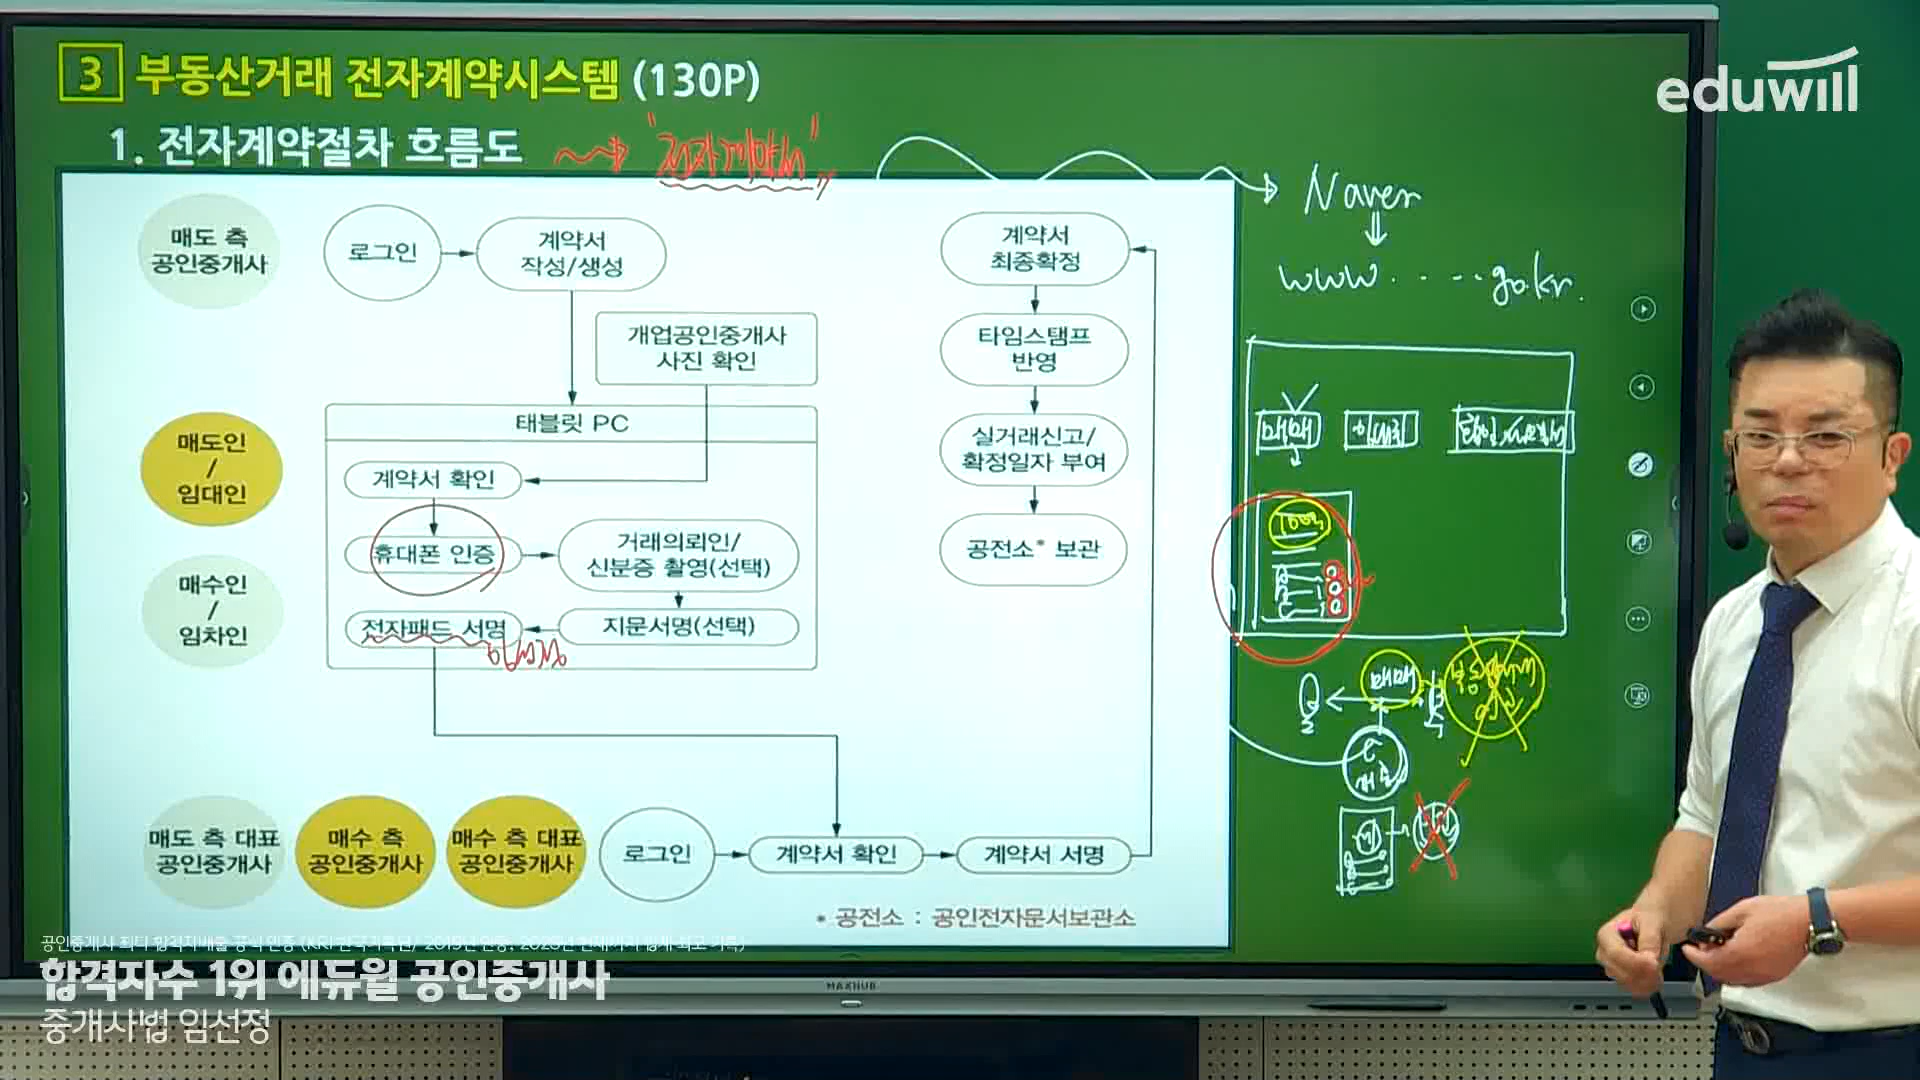 3 부동산거래 전자계약시스템 (130P)
eduwill
1. 전자계약절차 흐름도
"전자계약서"
Naver
www. ..... go.kr.
매도 측
공인중개사
로그인
계약서
작성/생성
계약서
최종확정
개업공인중개사
사진 확인
타임스탬프
반영
태블릿 PC
매도인
/
임대인
계약서 확인
실거래신고/
확정일자 부여
매매
휴대폰 인증
거래의뢰인/
신분증 촬영(선택)
공전소* 보관
매수인
/
임차인
전자패드 서명
지문서명(선택)
매매
매도 측 대표
공인중개사
매수 측
공인중개사
매수 측 대표
공인중개사
로그인
계약서 확인
계약서 서명
* 공전소 : 공인전자문서보관소
합격자수 1위 에듀윌 공인중개사
중개사법 임선정
MAXHUB